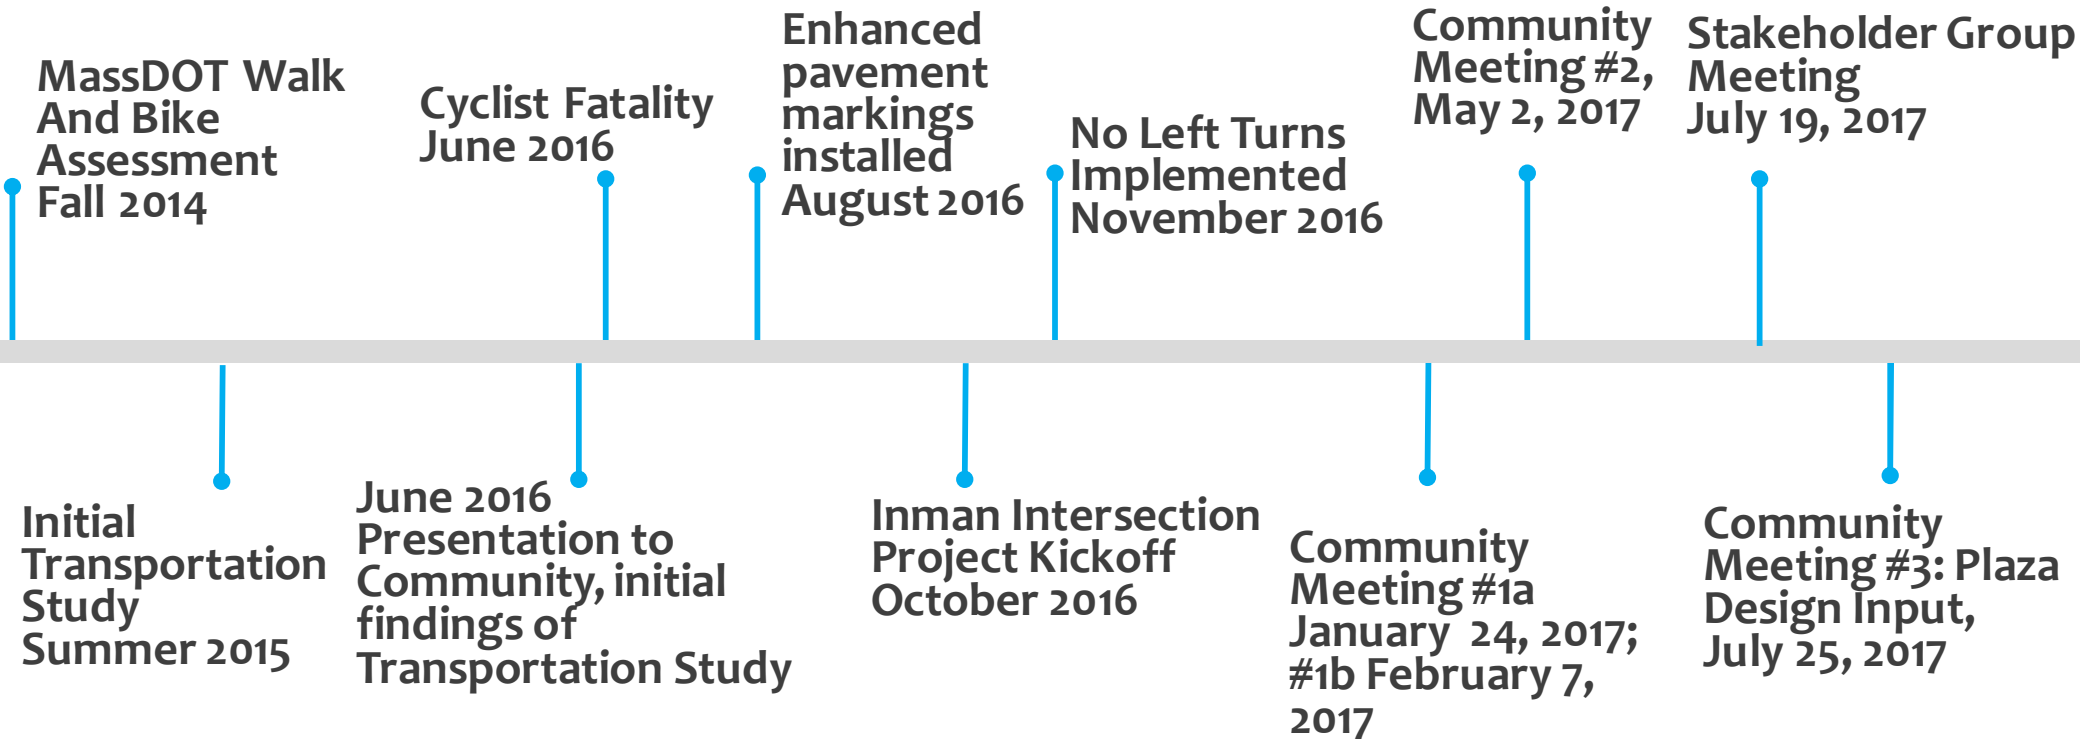 MassDOT Walk
And Bike
Assessment
Fall 2014
Cyclist Fatality
June 2016
Enhanced
pavement
markings
installed
August 2016
No Left Turns
Implemented
November 2016
Community
Meeting #2,
May 2, 2017
Stakeholder Group
Meeting
July 19, 2017
Initial
Transportation
Study
Summer 2015
June 2016
Presentation to
Community, initial
findings of
Transportation Study
Inman Intersection
Project Kickoff
October 2016
Community
Meeting #1a
January 24, 2017;
#1b February 7,
2017
Community
Meeting #3: Plaza
Design Input,
July 25, 2017